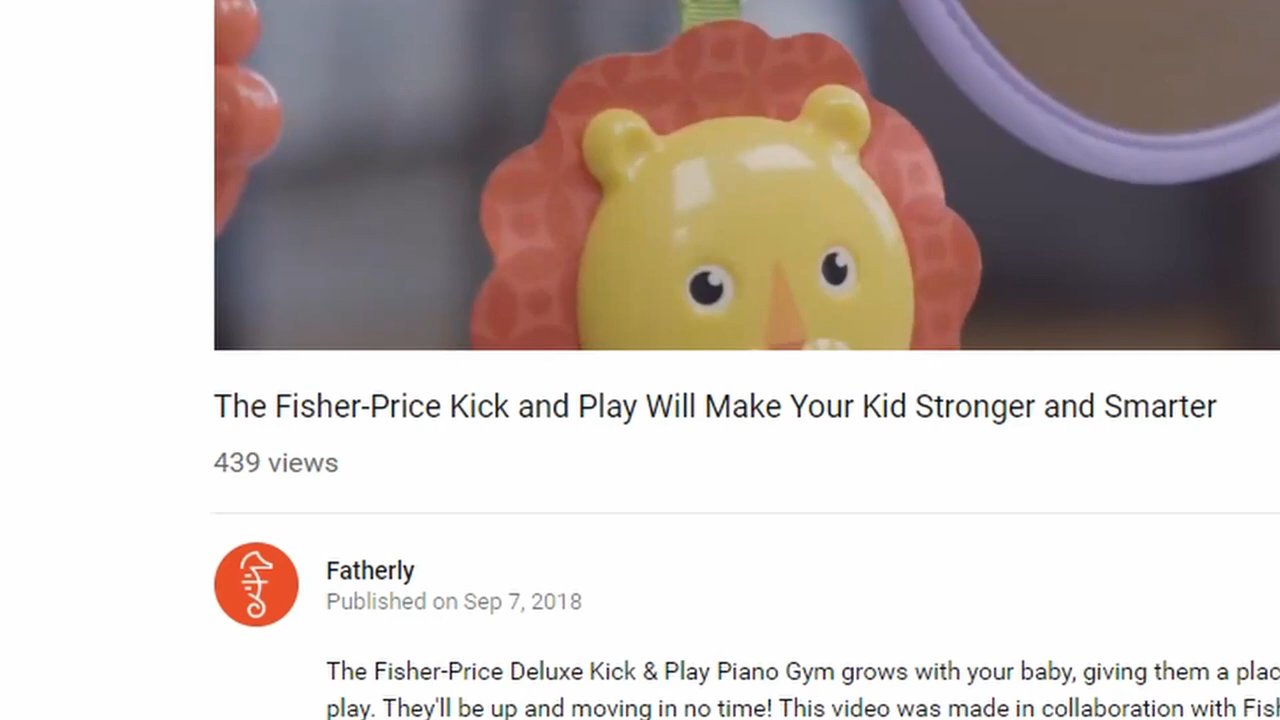 The Fisher-Price Kick and Play Will Make Your Kid Stronger and Smarter
439 views
Fatherly
Published on Sep 7, 2018
The Fisher-Price Deluxe Kick & Play Piano Gym grows with your baby, giving them a plac
play. They'll be up and moving in no time! This video was made in collaboration with Fish